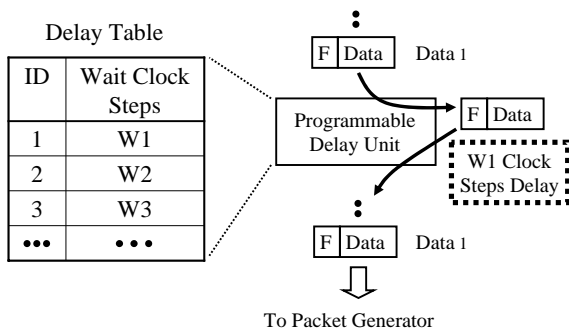 Delay Table
ID Wait Clock Steps
1 W1
2 W2
3 W3
••• • • •
F Data Data 1
Programmable
Delay Unit
F Data
W1 Clock
Steps Delay
F Data Data 1
To Packet Generator